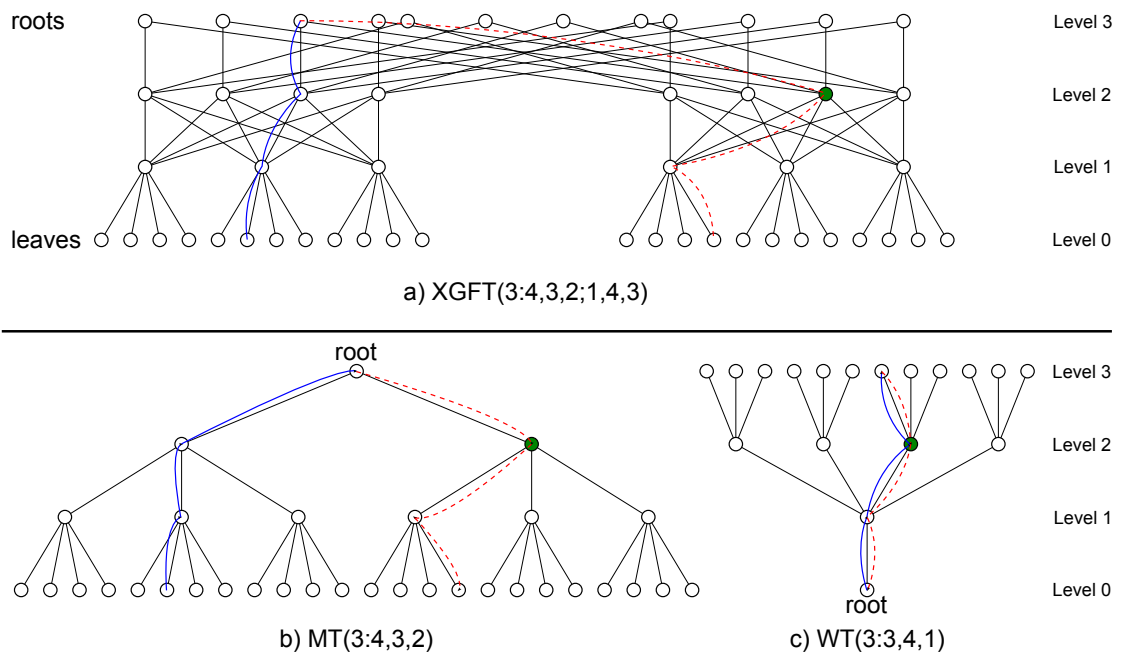 roots
Level 3
Level 2
Level 1
leaves
Level 0
a) XGFT(3:4,3,2;1,4,3)
root
Level 3
Level 2
Level 1
Level 0
root
b) MT(3:4,3,2)
c) WT(3:3,4,1)